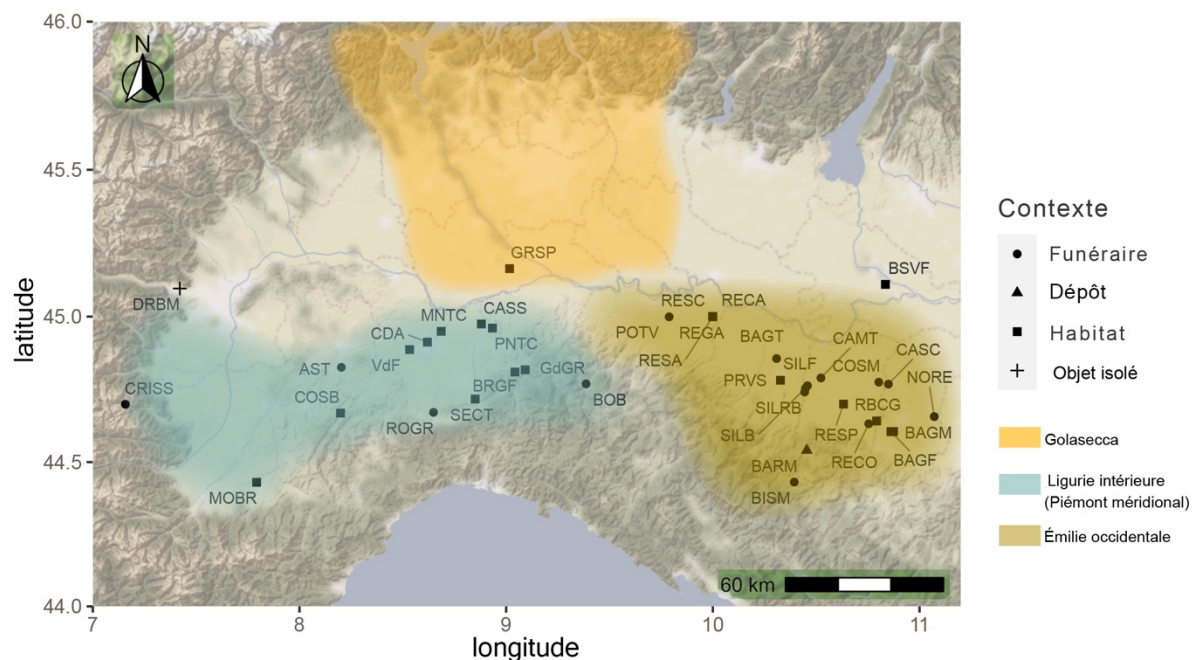 46.0
N
45.5
GRSP
BSVF
DRBM
45.0
RESC RECA
MNTC CASS
CDA PNTC
POTV REGA BAGT CAMT
RESA SILF COSM CASC
AST VdF GdGR
PRVS NORE
CRISS BRGF
COSB BOB
SILRB RBCG
ROGR SECT
SILB RESP BAGM
RECO BAGF
44.5
BARM
MOBR BISM
60 km
44.0
7 8 9 10 11
longitude
latitude
Contexte
Funéraire
Dépôt
Habitat
Objet isolé
Golasecca
Ligurie intérieure
(Piémont méridional)
Émilie occidentale